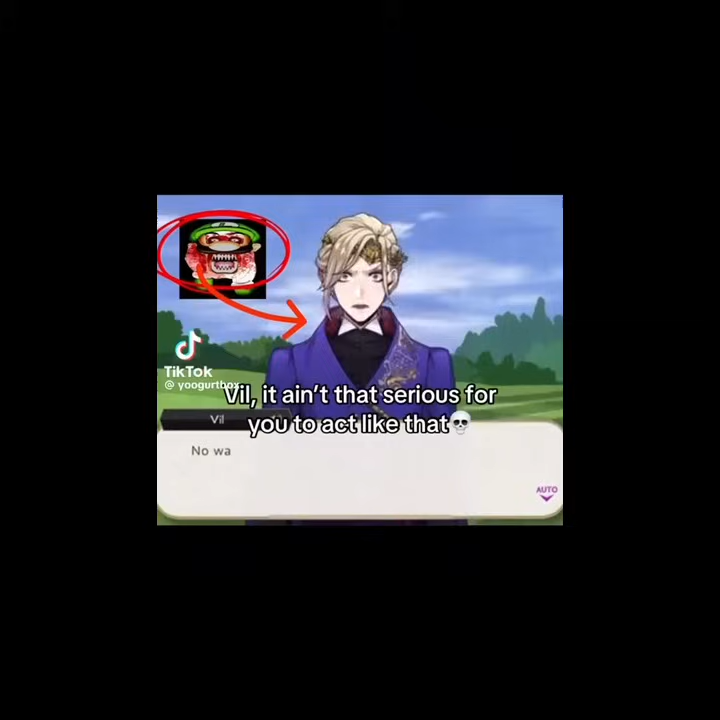 TikTok
@ yoogurtbox
Vil, it ain't that serious for
you to act like that💀
Vil
No wa
AUTO